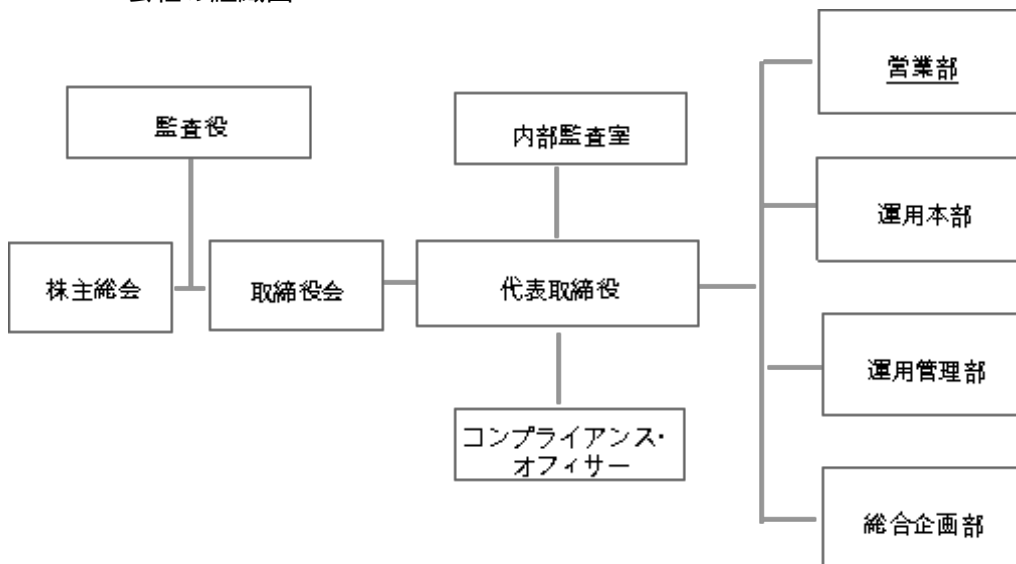 営業部
監査役
内部監査室
運用本部
株主総会
取締役会
代表取締役
運用管理部
コンプライアンス・
オフィサー
総合企画部